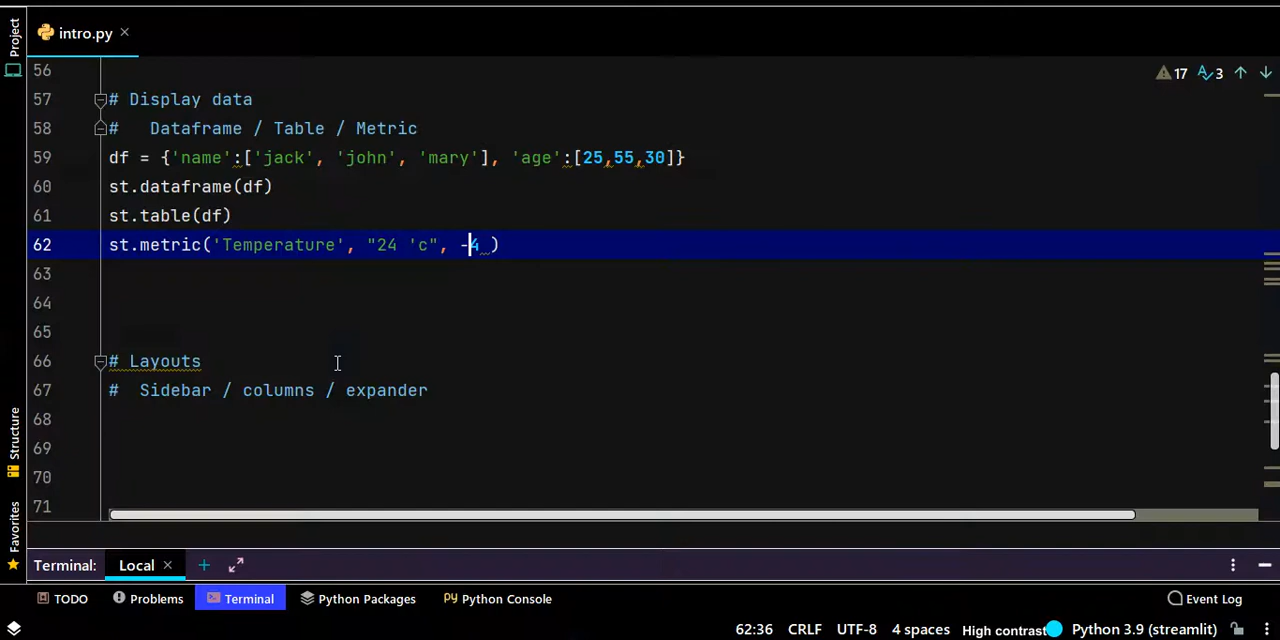 Project
intro.py
56
17 3
57 # Display data
58 #   Dataframe / Table / Metric
59 df = {'name':['jack', 'john', 'mary'], 'age':[25,55,30]}
60 st.dataframe(df)
61 st.table(df)
62 st.metric('Temperature', "24 'c", -4 )
63
64
65
66 # Layouts
67 #  Sidebar / columns / expander
68
69
70
71
Structure
Favorites
Terminal: Local
TODO Problems Terminal Python Packages Python Console Event Log
62:36 CRLF UTF-8 4 spaces High contrast Python 3.9 (streamlit)